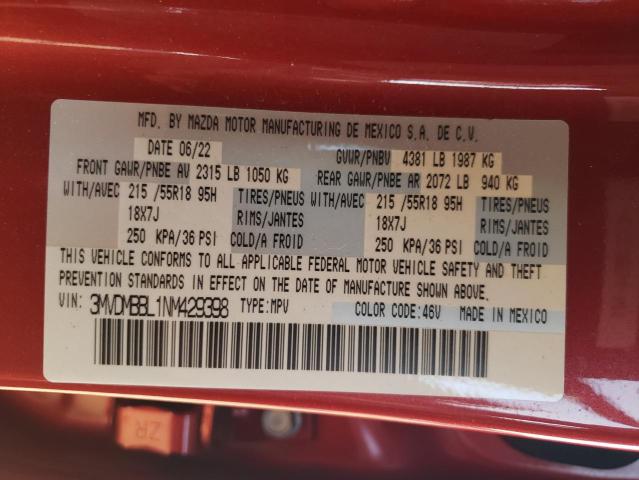 MFD. BY MAZDA MOTOR MANUFACTURING DE MEXICO S.A. DE C.V.
DATE 06/22 GVWR/PNBV 4381 LB 1987 KG
FRONT GAWR/PNBE AV 2315 LB 1050 KG REAR GAWR/PNBE AR 2072 LB 940 KG
WITH/AVEC 215 /55R18 95H TIRES/PNEUS WITH/AVEC 215 /55R18 95H TIRES/PNEUS
18X7J RIMS/JANTES 18X7J RIMS/JANTES
250 KPA/36 PSI COLD/A FROID 250 KPA/36 PSI COLD/A FROID
THIS VEHICLE CONFORMS TO ALL APPLICABLE FEDERAL MOTOR VEHICLE SAFETY AND THEFT
PREVENTION STANDARDS IN EFFECT ON THE DATE OF MANUFACTURE SHOWN ABOVE.
VIN: 3MVDMBBL1NM429398 TYPE:MPV COLOR CODE:46V MADE IN MEXICO
ZR